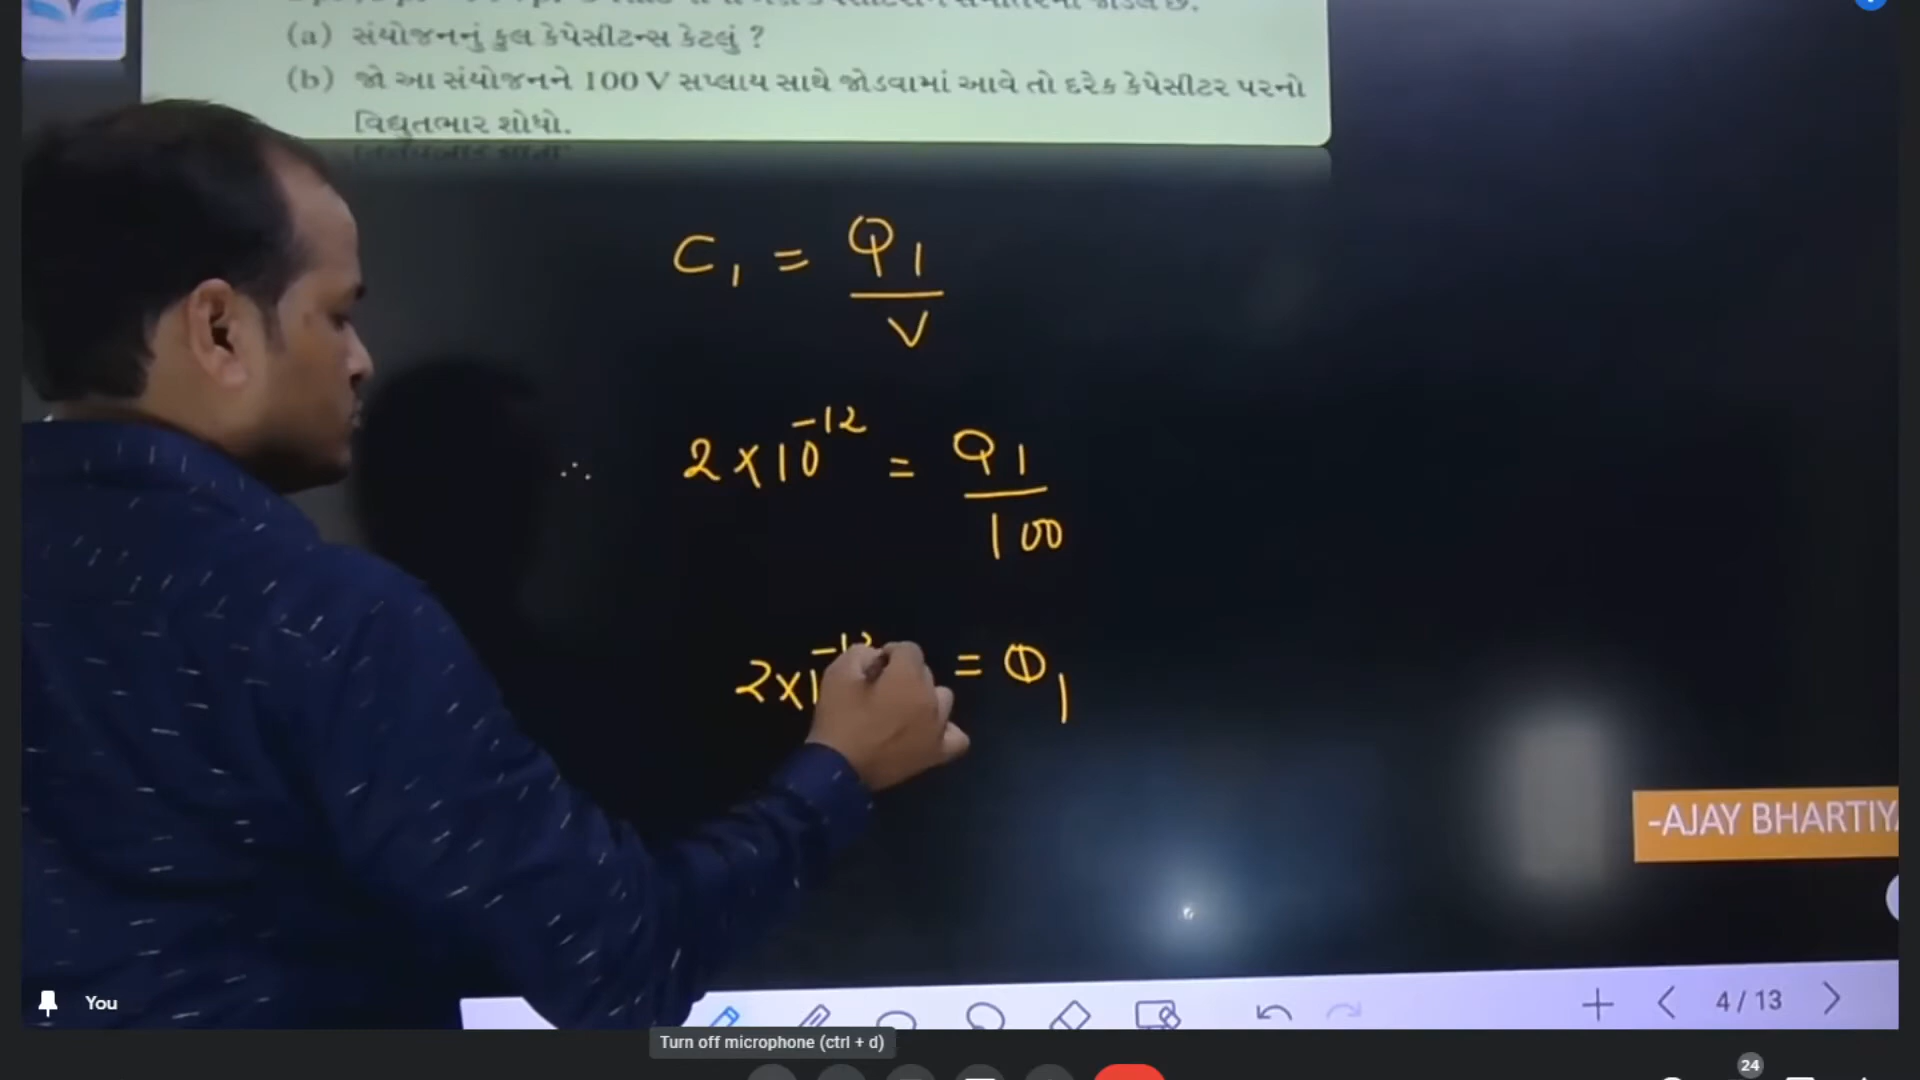 (a) સંયોજનનું કુલ કેપેસીટન્સ કેટલું ?
(b) જો આ સંયોજનને 100 V સપ્લાય સાથે જોડવામાં આવે તો દરેક કેપેસીટર પરનો
વિદ્યુતભાર શોધો.
C₁ = Q₁ / V
∴ 2 × 10⁻¹² = Q₁ / 100
= Q₁
-AJAY BHARTIY
You
4 / 13
Turn off microphone (ctrl + d)
24